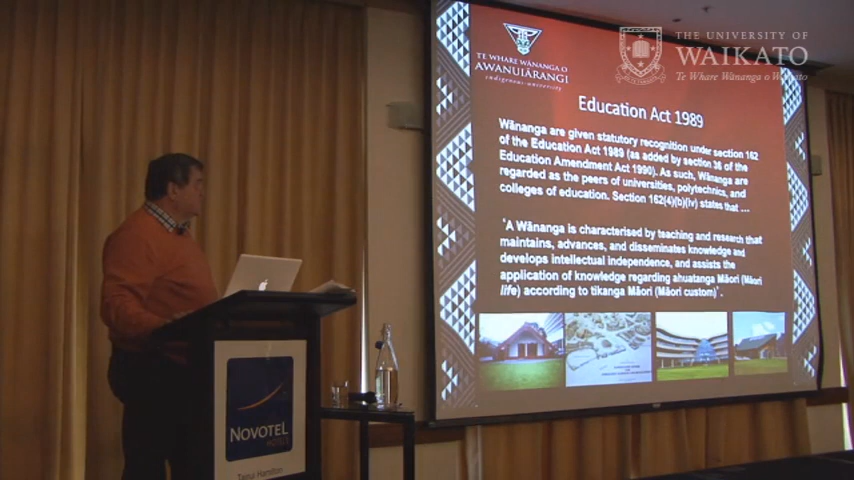 THE UNIVERSITY OF
WAIKATO
Te Whare Wānanga o Waikato
TE WHARE WĀNANGA O
AWANUIĀRANGI
indigenous-university
Education Act 1989
Wānanga are given statutory recognition under section 162
of the Education Act 1989 (as added by section 36 of the
Education Amendment Act 1990). As such, Wānanga are
regarded as the peers of universities, polytechnics, and
colleges of education. Section 162(4)(b)(iv) states that ...
'A Wānanga is characterised by teaching and research that
maintains, advances, and disseminates knowledge and
develops intellectual independence, and assists the
application of knowledge regarding ahuatanga Māori (Māori
life) according to tikanga Māori (Māori custom)'.
NOVOTEL
HOTELS
Tainui Hamilton